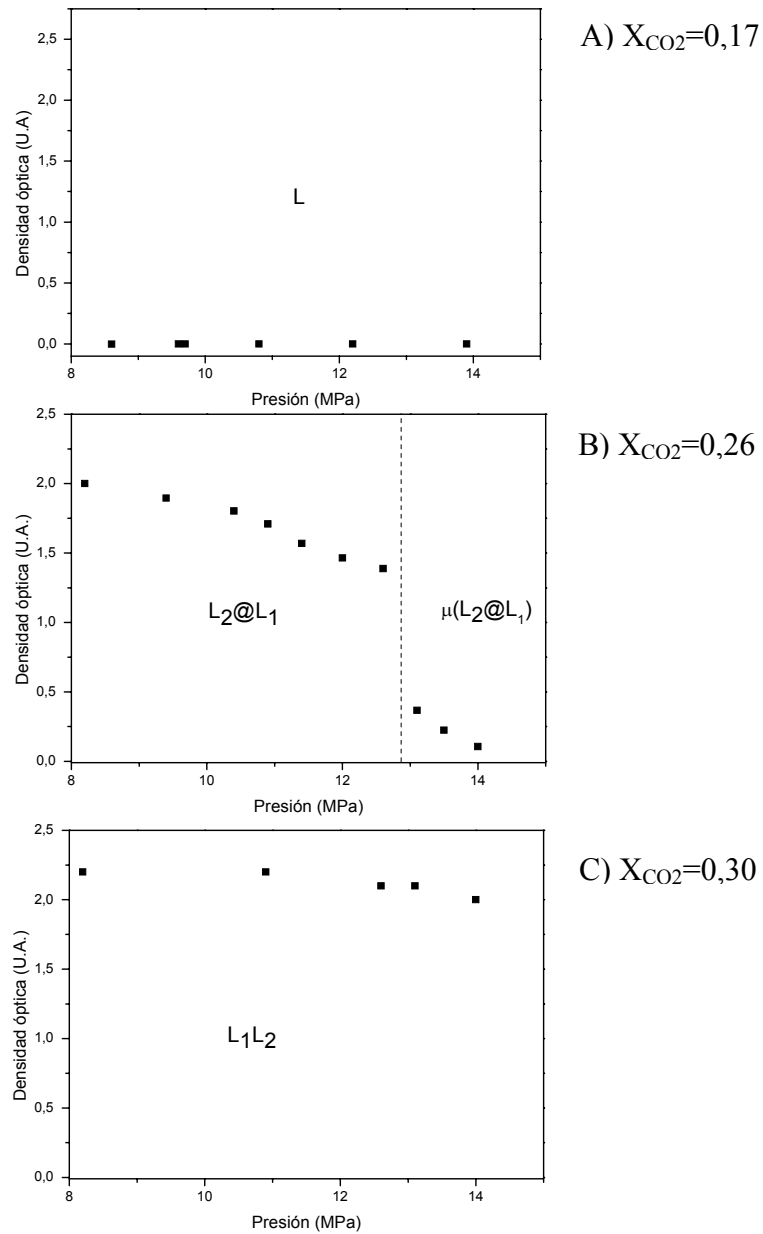 A) XCO2=0,17
Densidad óptica (U.A)
2,5
2,0
1,5
1,0
0,5
0,0
L
8 10 12 14
Presión (MPa)
B) XCO2=0,26
Densidad óptica (U.A.)
2,5
2,0
1,5
1,0
0,5
0,0
L2@L1
μ(L2@L1)
8 10 12 14
Presión (MPa)
C) XCO2=0,30
Densidad óptica (U.A.)
2,5
2,0
1,5
1,0
0,5
0,0
L1L2
8 10 12 14
Presión (MPa)